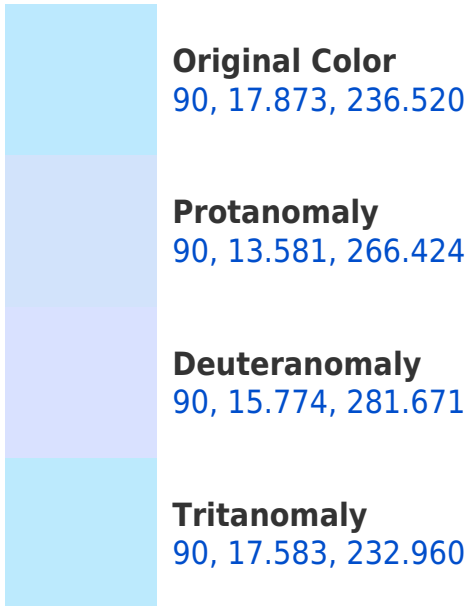 Original Color
90, 17.873, 236.520
Protanomaly
90, 13.581, 266.424
Deuteranomaly
90, 15.774, 281.671
Tritanomaly
90, 17.583, 232.960